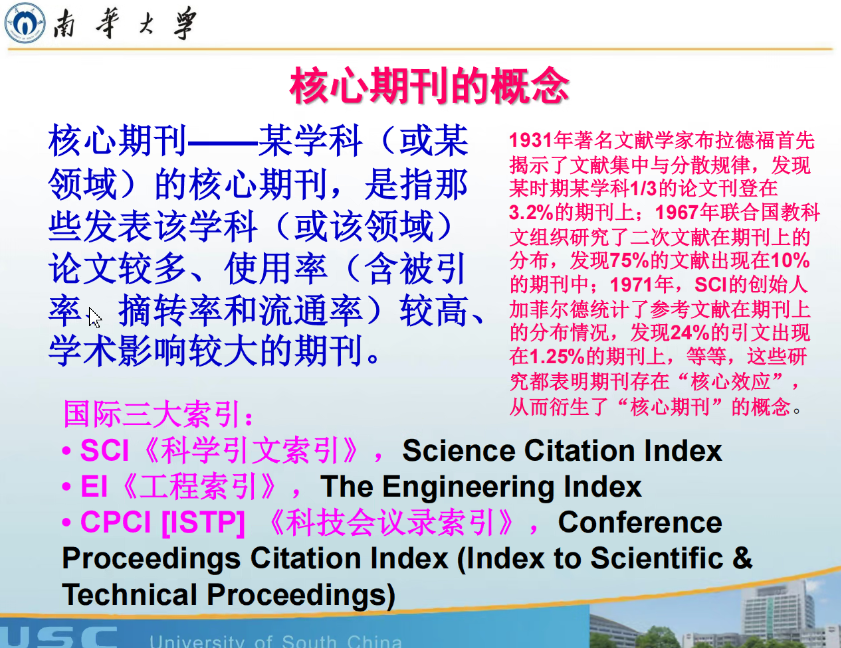 南华大学
核心期刊的概念
核心期刊——某学科（或某
领域）的核心期刊，是指那
些发表该学科（或该领域）
论文较多、使用率（含被引
率、摘转率和流通率）较高、
学术影响较大的期刊。
1931年著名文献学家布拉德福首先
揭示了文献集中与分散规律，发现
某时期某学科1/3的论文刊登在
3.2%的期刊上；1967年联合国教科
文组织研究了二次文献在期刊上的
分布，发现75%的文献出现在10%
的期刊中；1971年，SCI的创始人
加菲尔德统计了参考文献在期刊上
的分布情况，发现24%的引文出现
在1.25%的期刊上，等等，这些研
究都表明期刊存在“核心效应”，
从而衍生了“核心期刊”的概念。
国际三大索引：
• SCI《科学引文索引》，Science Citation Index
• EI《工程索引》，The Engineering Index
• CPCI [ISTP] 《科技会议录索引》，Conference
Proceedings Citation Index (Index to Scientific &
Technical Proceedings)
USC University of South China